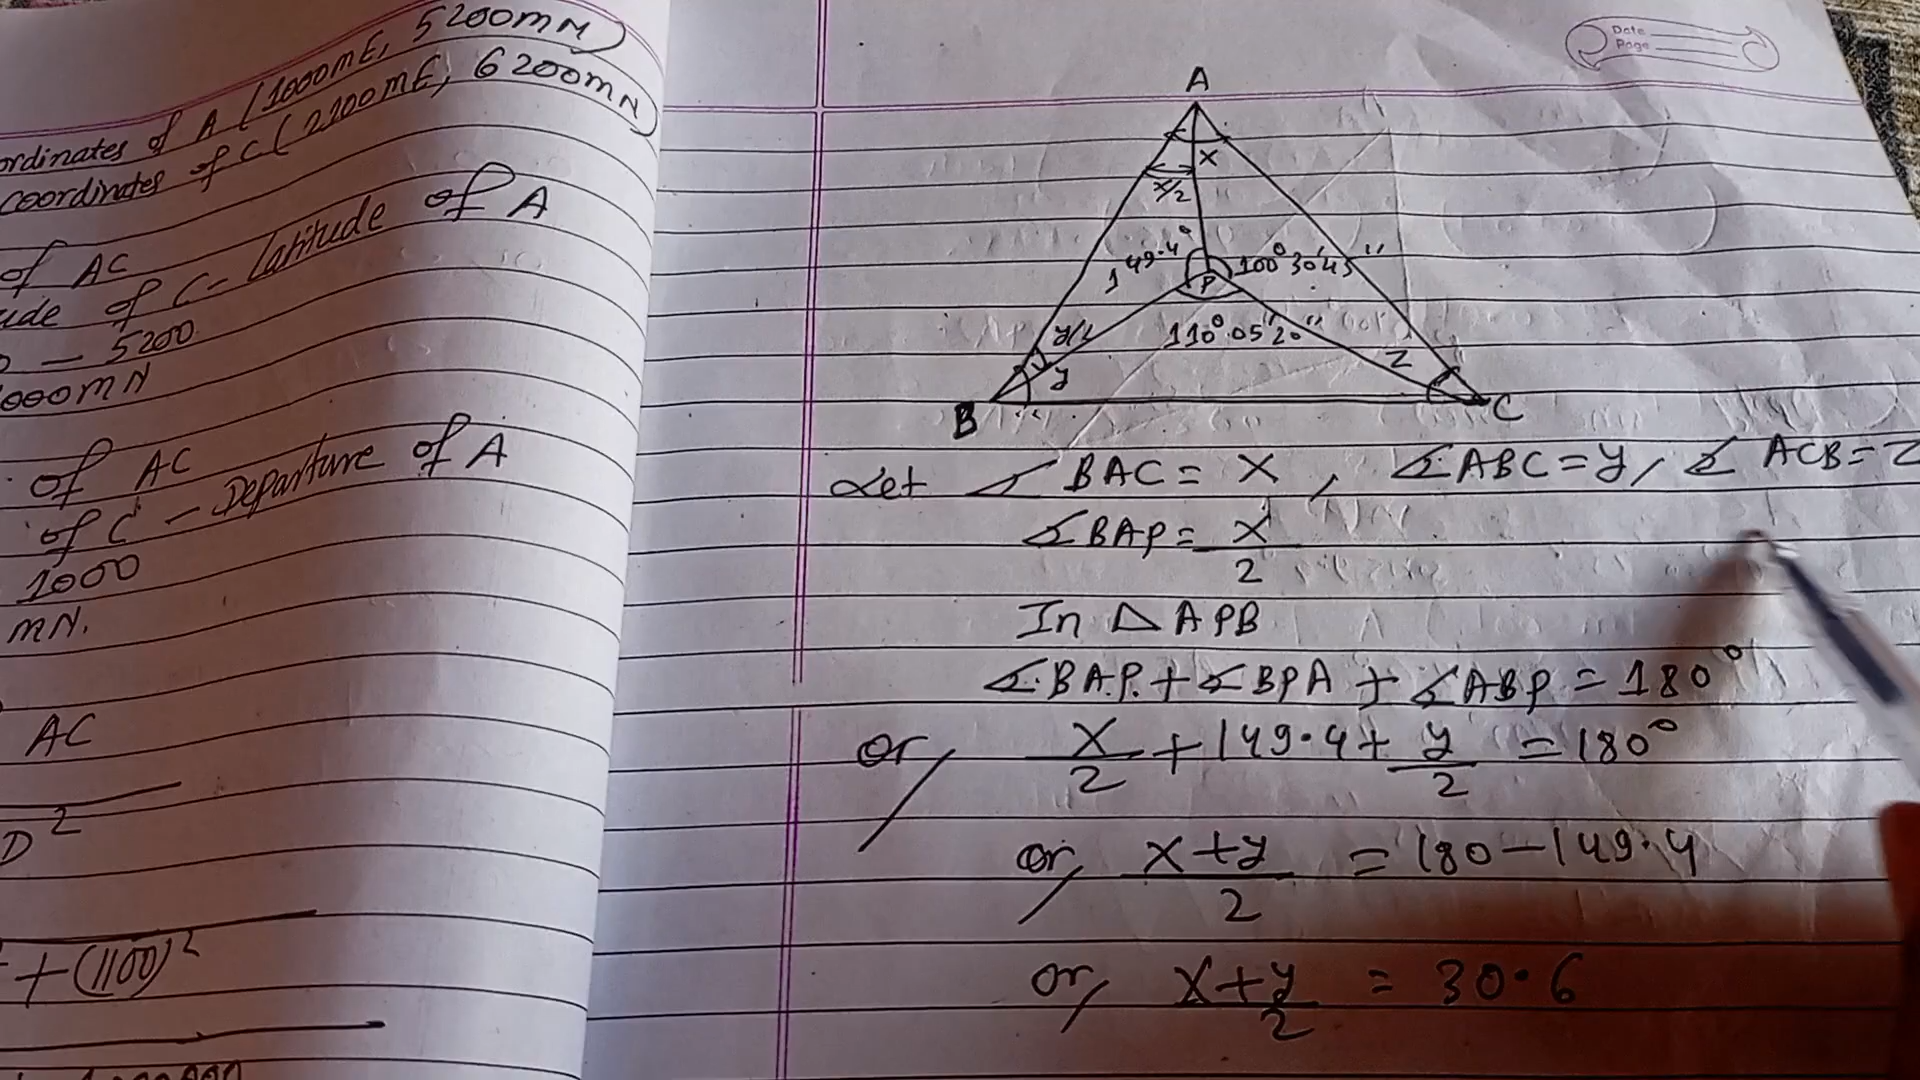 ordinates of A (1000mE, 5200mN)
coordinates of C (2100mE, 6200mN)
of AC
ude of C - Latitude of A
- 5200
000mN
of AC
of C - Departure of A
1000
mN.
AC
D²
+ (1100)²
Date
Page
A
X
X/2
149.4°
100°30'45"
P
110°05'20"
y/2
y
Z
B
C
Let ∡ BAC = X, ∡ABC = y, ∡ ACB = Z
∡BAP = X/2
In △APB
∡BAP + ∡BPA + ∡ABP = 180°
or, X/2 + 149.4 + y/2 = 180°
or, X+y/2 = 180-149.4
or, X+y/2 = 30.6